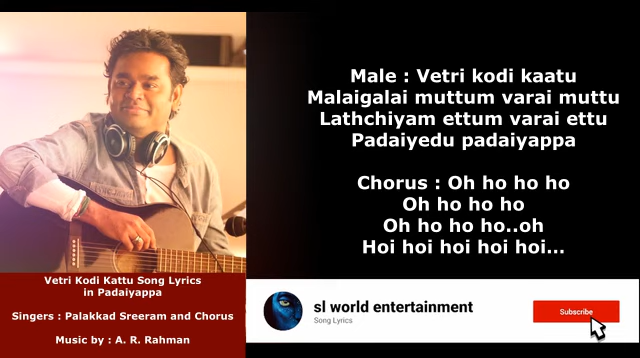 Male : Vetri kodi kaatu
Malaigalai muttum varai muttu
Lathchiyam ettum varai ettu
Padaiyedu padaiyappa
Chorus : Oh ho ho ho
Oh ho ho ho
Oh ho ho ho..oh
Hoi hoi hoi hoi hoi...
Vetri Kodi Kattu Song Lyrics
in Padaiyappa
Singers : Palakkad Sreeram and Chorus
Music by : A. R. Rahman
sl world entertainment
Song Lyrics
Subscribe